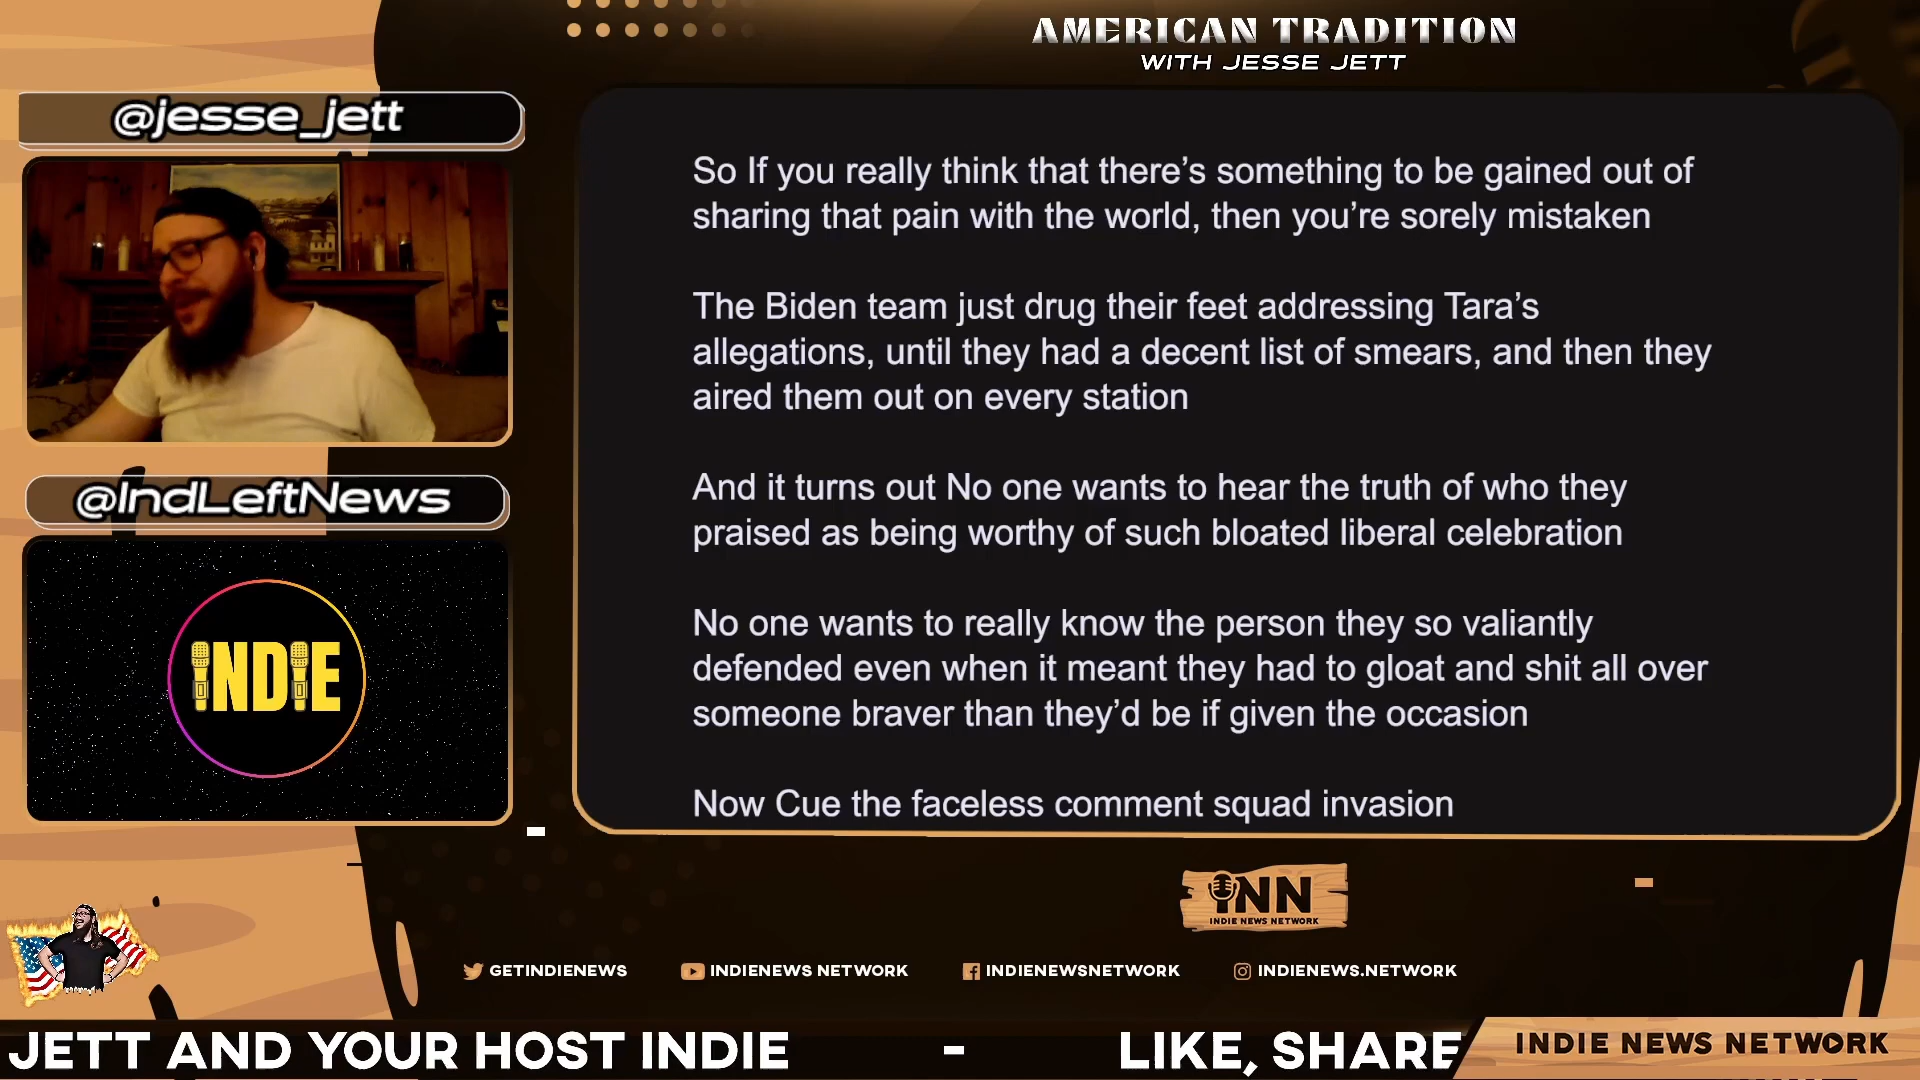 AMERICAN TRADITION
WITH JESSE JETT
@jesse_jett
@IndLeftNews
INDIE
So If you really think that there’s something to be gained out of
sharing that pain with the world, then you’re sorely mistaken
The Biden team just drug their feet addressing Tara’s
allegations, until they had a decent list of smears, and then they
aired them out on every station
And it turns out No one wants to hear the truth of who they
praised as being worthy of such bloated liberal celebration
No one wants to really know the person they so valiantly
defended even when it meant they had to gloat and shit all over
someone braver than they’d be if given the occasion
Now Cue the faceless comment squad invasion
INN
INDIE NEWS NETWORK
GETINDIENEWS
INDIENEWS NETWORK
INDIENEWSNETWORK
INDIENEWS.NETWORK
JETT AND YOUR HOST INDIE - LIKE, SHARE
INDIE NEWS NETWORK